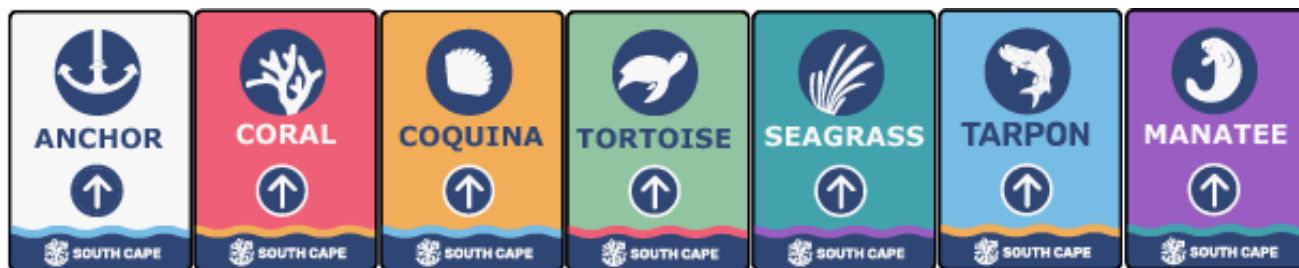 ANCHOR
CORAL
COQUINA
TORTOISE
SEAGRASS
TARPON
MANATEE
SOUTH CAPE
SOUTH CAPE
SOUTH CAPE
SOUTH CAPE
SOUTH CAPE
SOUTH CAPE
SOUTH CAPE